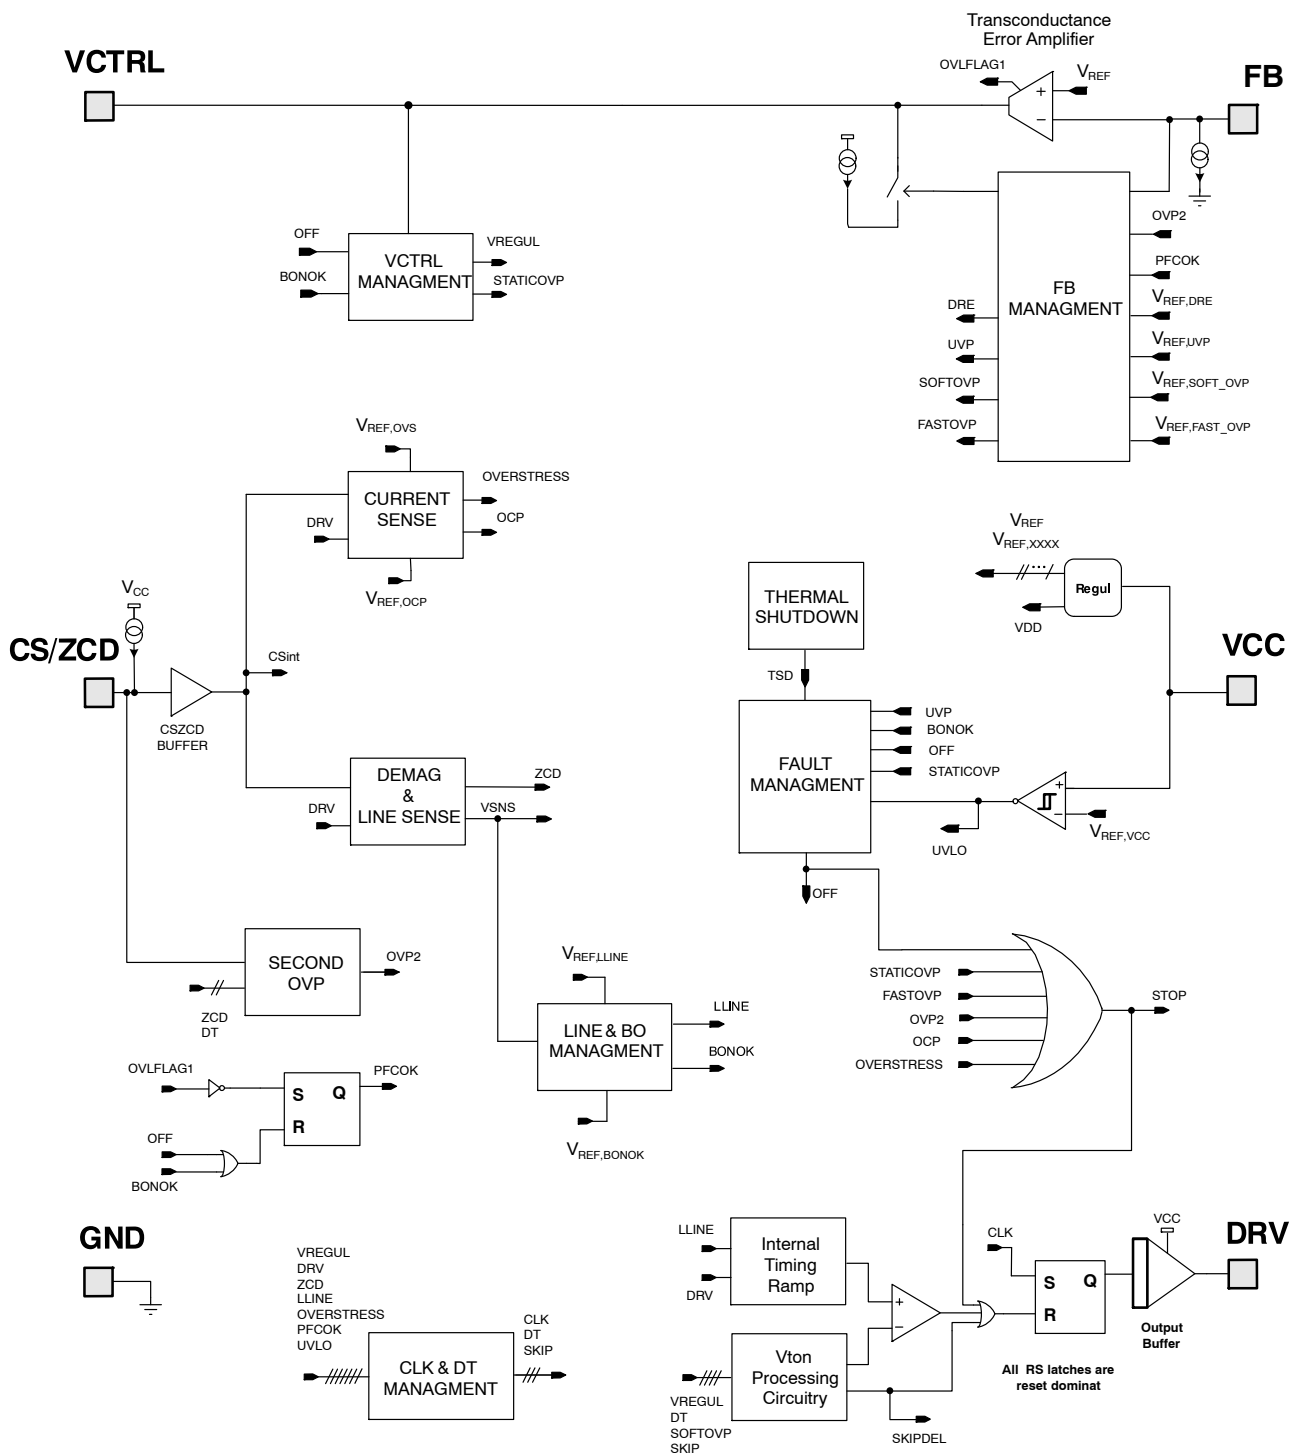 Transconductance
Error Amplifier
VCTRL
OVLFLAG1
VREF
FB
+
−
OVP2
PFCOK
VREF,DRE
VREF,UVP
VREF,SOFT_OVP
VREF,FAST_OVP
FB
MANAGMENT
DRE
UVP
SOFTOVP
FASTOVP
OFF
BONOK
VCTRL
MANAGMENT
VREGUL
STATICOVP
VREF,OVS
CURRENT
SENSE
OVERSTRESS
OCP
DRV
VREF,OCP
VREF
VREF,XXXX
...
Regul
VDD
VCC
CS/ZCD
VCC
CSint
CSZCD
BUFFER
THERMAL
SHUTDOWN
TSD
FAULT
MANAGMENT
UVP
BONOK
OFF
STATICOVP
+
−
VREF,VCC
UVLO
OFF
DEMAG
&
LINE SENSE
DRV
ZCD
VSNS
SECOND
OVP
OVP2
ZCD
DT
VREF,LLINE
LINE & BO
MANAGMENT
LLINE
BONOK
VREF,BONOK
STATICOVP
FASTOVP
OVP2
OCP
OVERSTRESS
STOP
OVLFLAG1
S Q
R
PFCOK
OFF
BONOK
GND
VREGUL
DRV
ZCD
LLINE
OVERSTRESS
PFCOK
UVLO
CLK & DT
MANAGMENT
CLK
DT
SKIP
LLINE
DRV
Internal
Timing
Ramp
Vton
Processing
Circuitry
VREGUL
DT
SOFTOVP
SKIP
+
−
SKIPDEL
CLK
S Q
R
All RS latches are
reset dominat
VCC
Output
Buffer
DRV